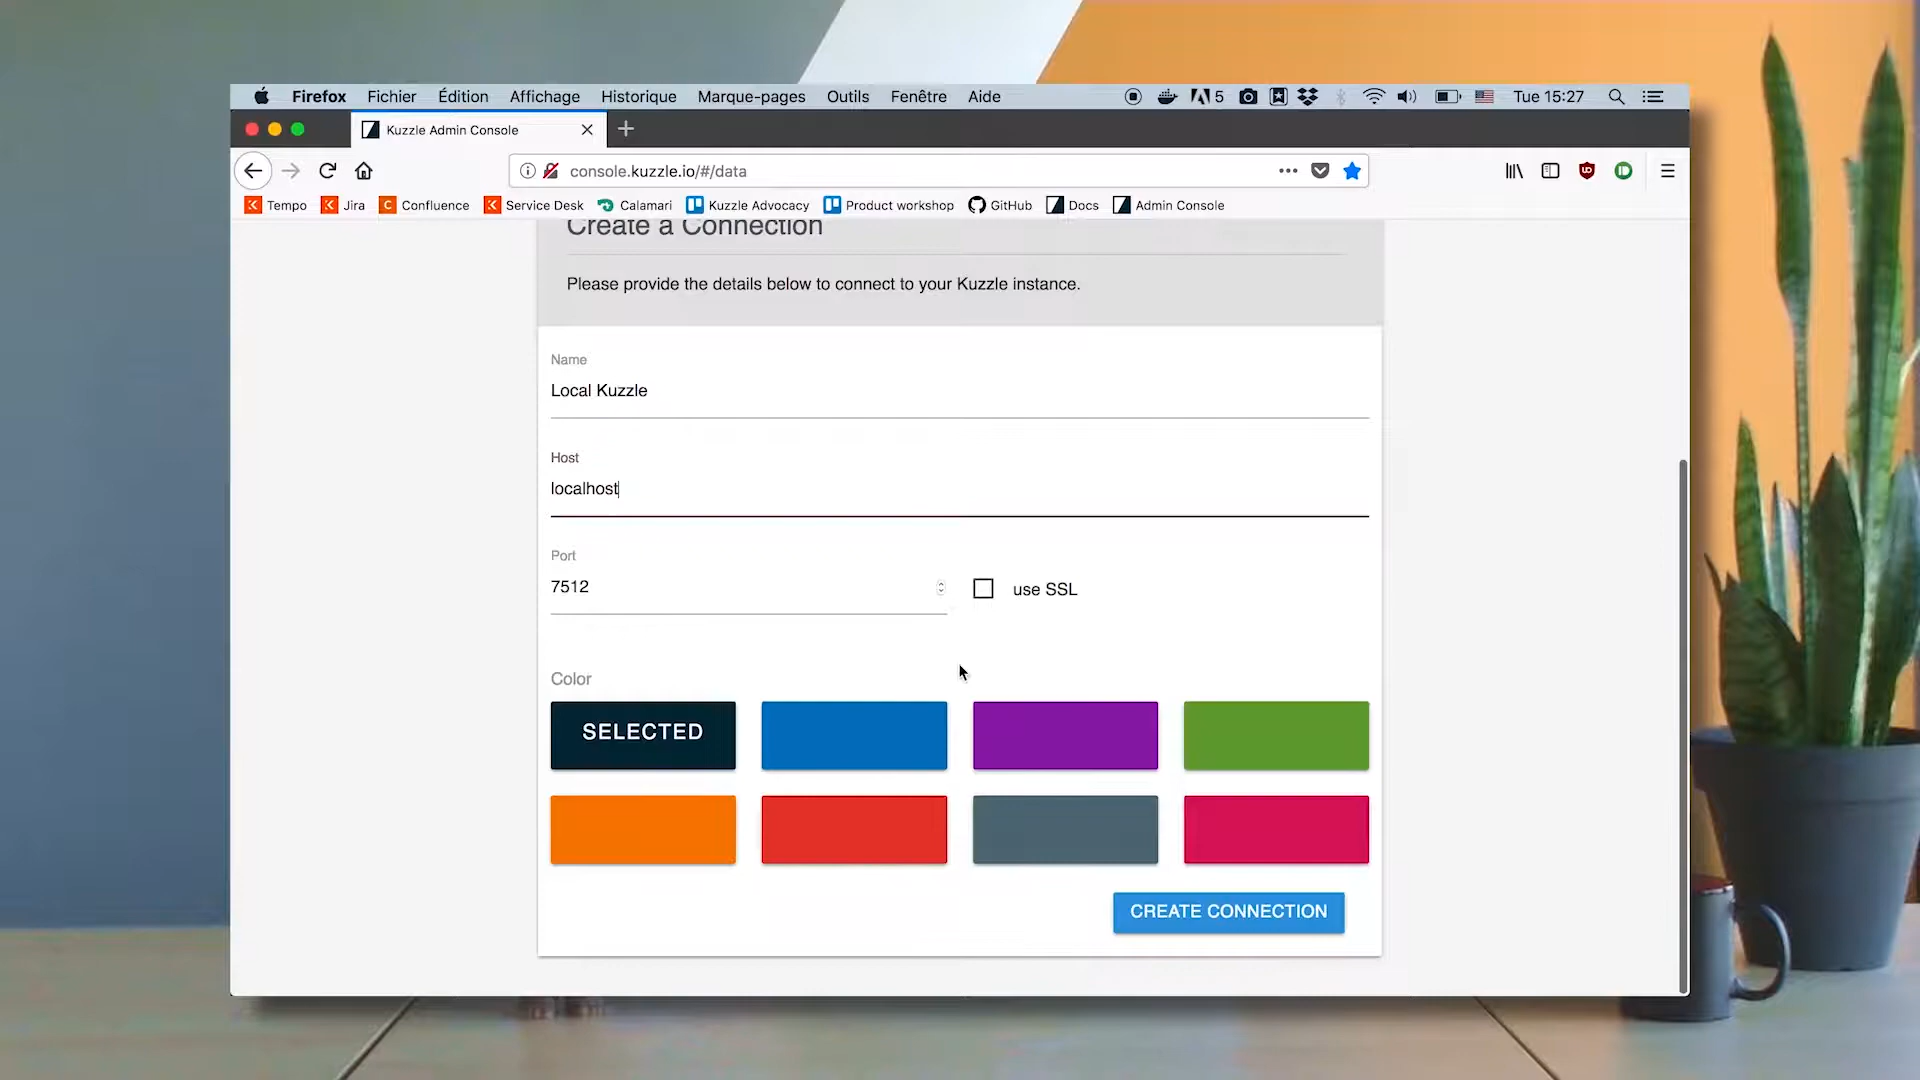 Firefox Fichier Édition Affichage Historique Marque-pages Outils Fenêtre Aide 5 Tue 15:27
Kuzzle Admin Console
console.kuzzle.io/#/data
Tempo Jira Confluence Service Desk Calamari Kuzzle Advocacy Product workshop GitHub Docs Admin Console
Create a Connection
Please provide the details below to connect to your Kuzzle instance.
Name
Local Kuzzle
Host
localhost
Port
7512
use SSL
Color
SELECTED
CREATE CONNECTION